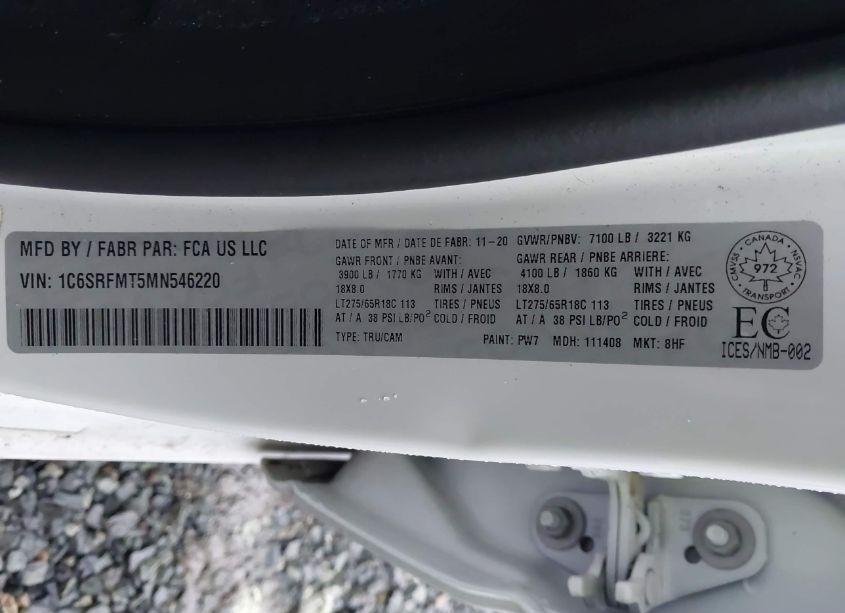 MFD BY / FABR PAR: FCA US LLC
VIN: 1C6SRFMT5MN546220
DATE OF MFR / DATE DE FABR: 11-20 GVWR/PNBV: 7100 LB / 3221 KG
GAWR FRONT / PNBE AVANT: GAWR REAR / PNBE ARRIERE:
3900 LB / 1770 KG WITH / AVEC 4100 LB / 1860 KG WITH / AVEC
18X8.0 RIMS / JANTES 18X8.0 RIMS / JANTES
LT275/65R18C 113 TIRES / PNEUS LT275/65R18C 113 TIRES / PNEUS
AT / A 38 PSI LB/PO² COLD / FROID AT / A 38 PSI LB/PO² COLD / FROID
TYPE: TRU/CAM PAINT: PW7 MDH: 111408 MKT: 8HF
CANADA
CMVSS 972 NSVAC
TRANSPORT
EC
ICES/NMB-002